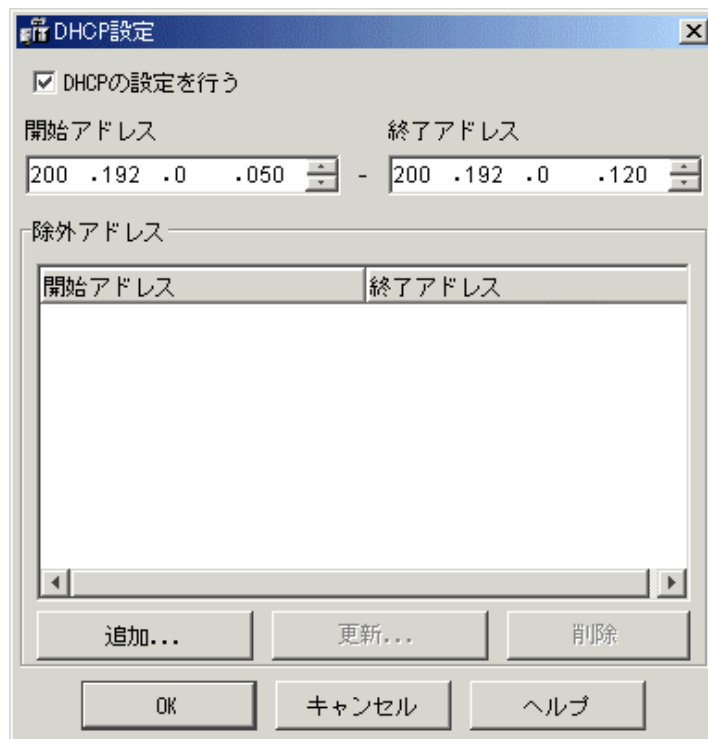 DHCP設定
DHCPの設定を行う
開始アドレス 終了アドレス
200 .192 .0 .050 - 200 .192 .0 .120
除外アドレス
開始アドレス 終了アドレス
追加... 更新... 削除
OK キャンセル ヘルプ